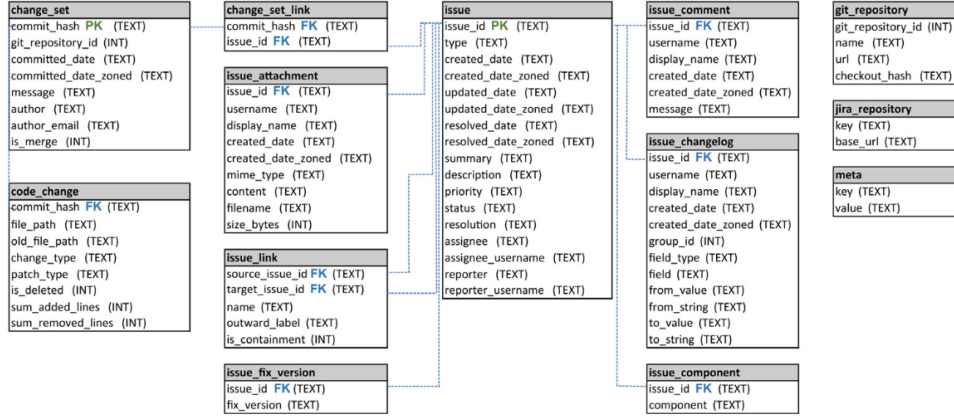 change_set
commit_hash PK (TEXT)
git_repository_id (INT)
committed_date (TEXT)
committed_date_zoned (TEXT)
message (TEXT)
author (TEXT)
author_email (TEXT)
is_merge (INT)
code_change
commit_hash FK (TEXT)
file_path (TEXT)
old_file_path (TEXT)
change_type (TEXT)
patch_type (TEXT)
is_deleted (INT)
sum_added_lines (INT)
sum_removed_lines (INT)
change_set_link
commit_hash FK (TEXT)
issue_id FK (TEXT)
issue_attachment
issue_id FK (TEXT)
username (TEXT)
display_name (TEXT)
created_date (TEXT)
created_date_zoned (TEXT)
mime_type (TEXT)
content (TEXT)
filename (TEXT)
size_bytes (INT)
issue_link
source_issue_id FK (TEXT)
target_issue_id FK (TEXT)
name (TEXT)
outward_label (TEXT)
is_containment (INT)
issue_fix_version
issue_id FK (TEXT)
fix_version (TEXT)
issue
issue_id PK (TEXT)
type (TEXT)
created_date (TEXT)
created_date_zoned (TEXT)
updated_date (TEXT)
updated_date_zoned (TEXT)
resolved_date (TEXT)
resolved_date_zoned (TEXT)
summary (TEXT)
description (TEXT)
priority (TEXT)
status (TEXT)
resolution (TEXT)
assignee (TEXT)
assignee_username (TEXT)
reporter (TEXT)
reporter_username (TEXT)
issue_comment
issue_id FK (TEXT)
username (TEXT)
display_name (TEXT)
created_date (TEXT)
created_date_zoned (TEXT)
message (TEXT)
issue_changelog
issue_id FK (TEXT)
username (TEXT)
display_name (TEXT)
created_date (TEXT)
created_date_zoned (TEXT)
group_id (INT)
field_type (TEXT)
field (TEXT)
from_value (TEXT)
from_string (TEXT)
to_value (TEXT)
to_string (TEXT)
issue_component
issue_id FK (TEXT)
component (TEXT)
git_repository
git_repository_id (INT)
name (TEXT)
url (TEXT)
checkout_hash (TEXT)
jira_repository
key (TEXT)
base_url (TEXT)
meta
key (TEXT)
value (TEXT)